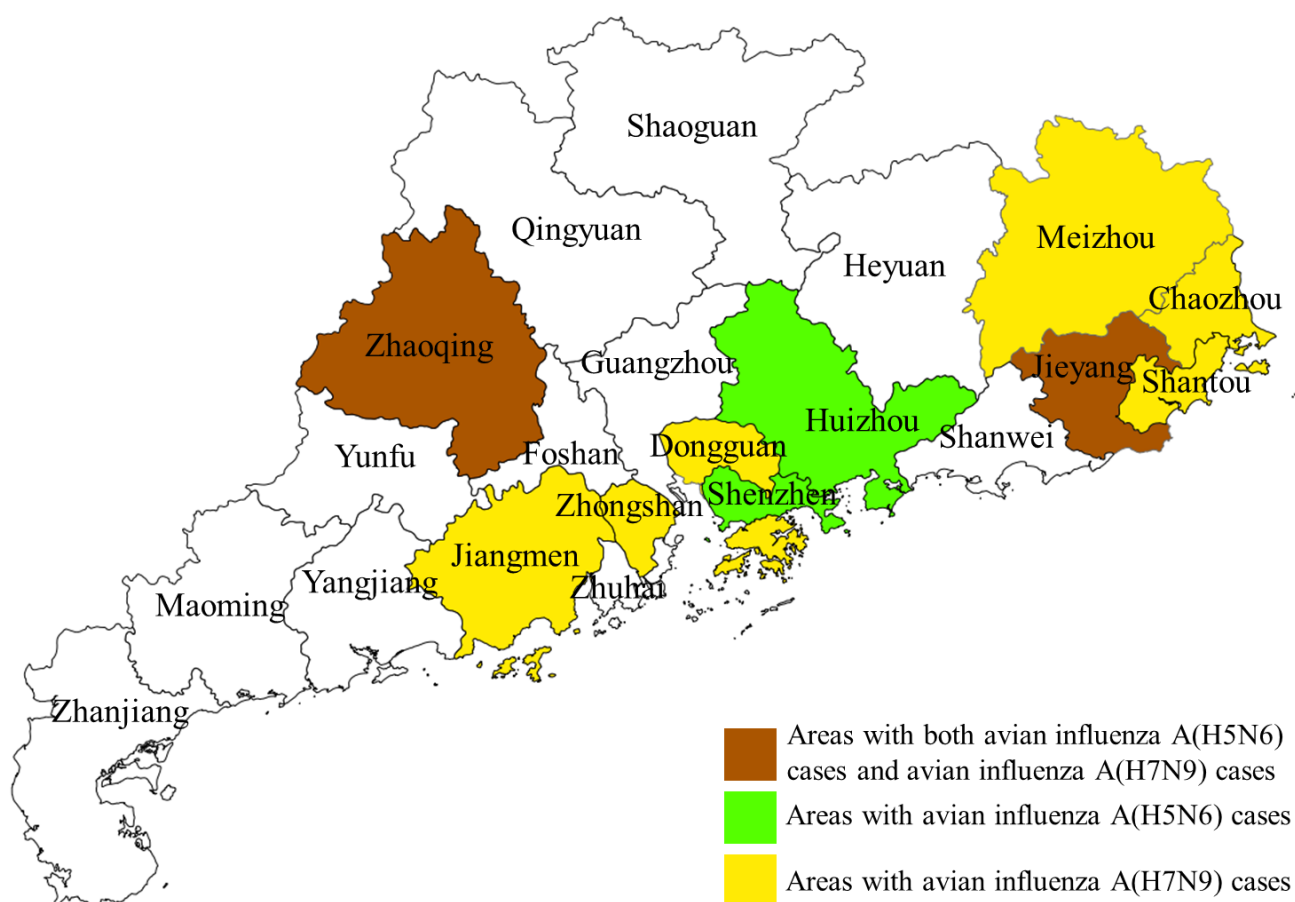 Shaoguan
Qingyuan
Meizhou
Heyuan
Chaozhou
Zhaoqing
Guangzhou
Jieyang
Shantou
Huizhou
Shanwei
Dongguan
Yunfu
Foshan
Shenzhen
Zhongshan
Jiangmen
Yangjiang
Zhuhai
Maoming
Zhanjiang
Areas with both avian influenza A(H5N6)
cases and avian influenza A(H7N9) cases
Areas with avian influenza A(H5N6) cases
Areas with avian influenza A(H7N9) cases